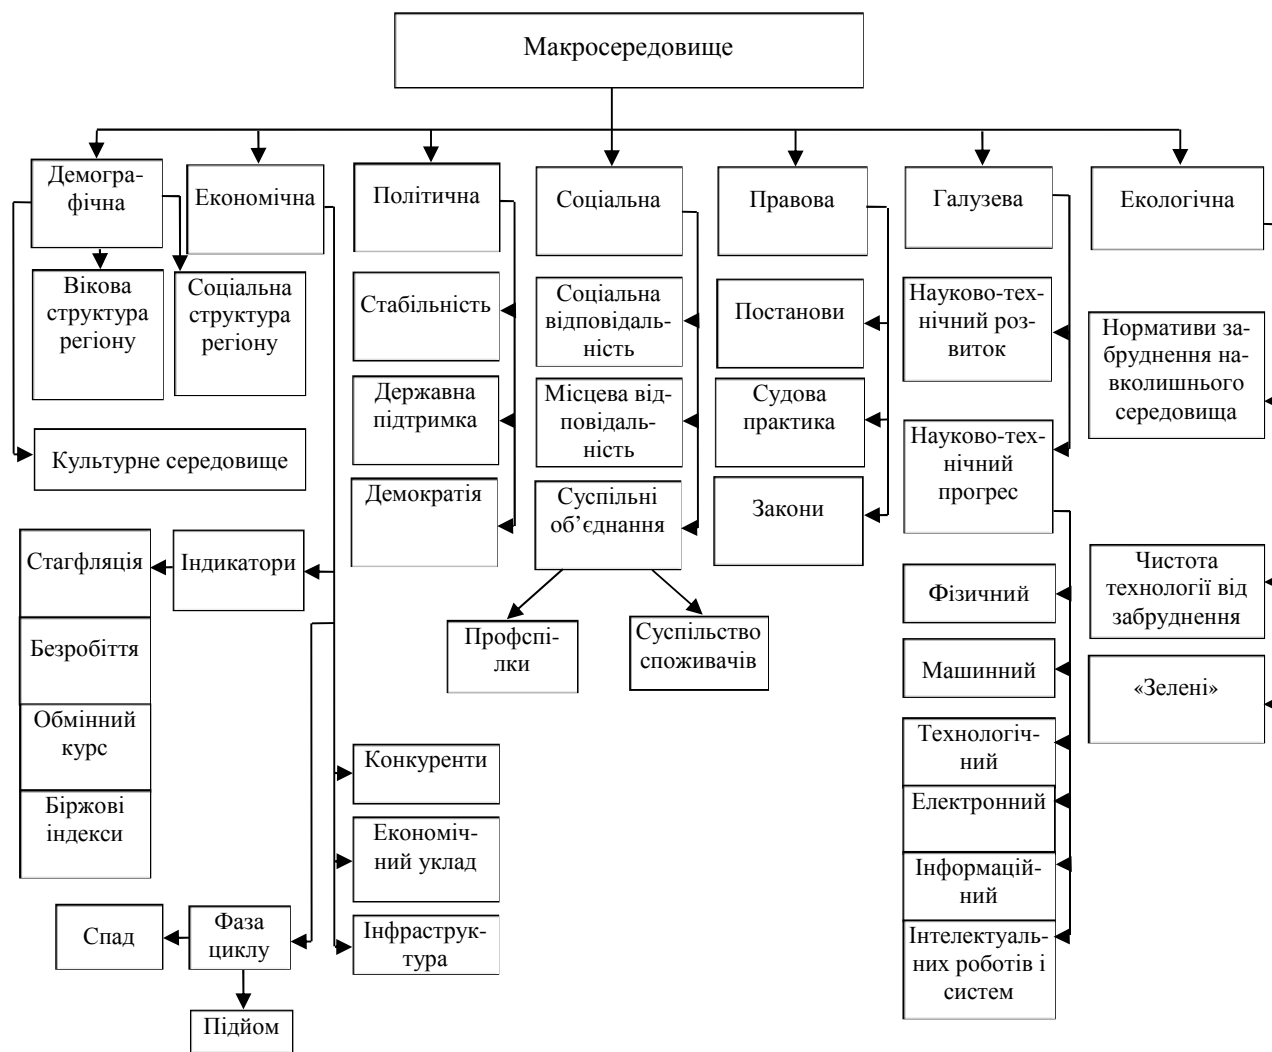 Макросередовище
Демогра-
фічна
Економічна
Політична
Соціальна
Правова
Галузева
Екологічна
Вікова
структура
регіону
Соціальна
структура
регіону
Культурне середовище
Стабільність
Державна
підтримка
Демократія
Соціальна
відповідаль-
ність
Місцева від-
повідаль-
ність
Суспільні
об’єднання
Профспі-
лки
Суспільство
споживачів
Постанови
Судова
практика
Закони
Науково-тех-
нічний роз-
виток
Науково-тех-
нічний
прогрес
Фізичний
Машинний
Технологіч-
ний
Електронний
Інформацій-
ний
Інтелектуаль-
них роботів і
систем
Нормативи за-
бруднення на-
вколишнього
середовища
Чистота
технології від
забруднення
«Зелені»
Стагфляція
Індикатори
Безробіття
Обмінний
курс
Біржові
індекси
Конкуренти
Економіч-
ний уклад
Інфраструк-
тура
Спад
Фаза
циклу
Підйом